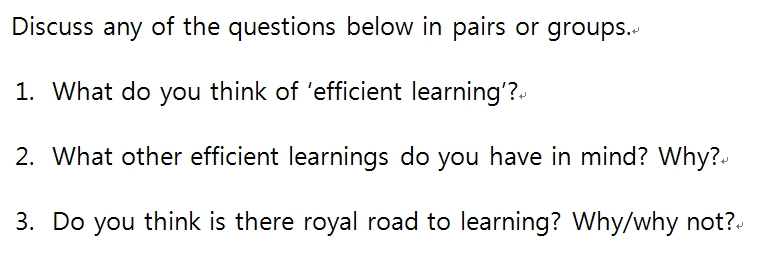 Discuss any of the questions below in pairs or groups.
1. What do you think of 'efficient learning'?
2. What other efficient learnings do you have in mind? Why?
3. Do you think is there royal road to learning? Why/why not?